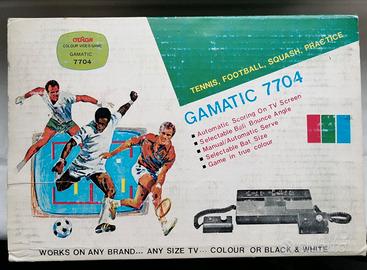 COLOUR VIDEO GAME
GAMATIC
7704
TENNIS, FOOTBALL, SQUASH, PRACTICE
GAMATIC 7704
Automatic Scoring On TV Screen
Selectable Ball Bounce Angle
Manual/Automatic Serve
Selectable Bat Size
Game in true colour
WORKS ON ANY BRAND... ANY SIZE TV... COLOUR OR BLACK & WHITE